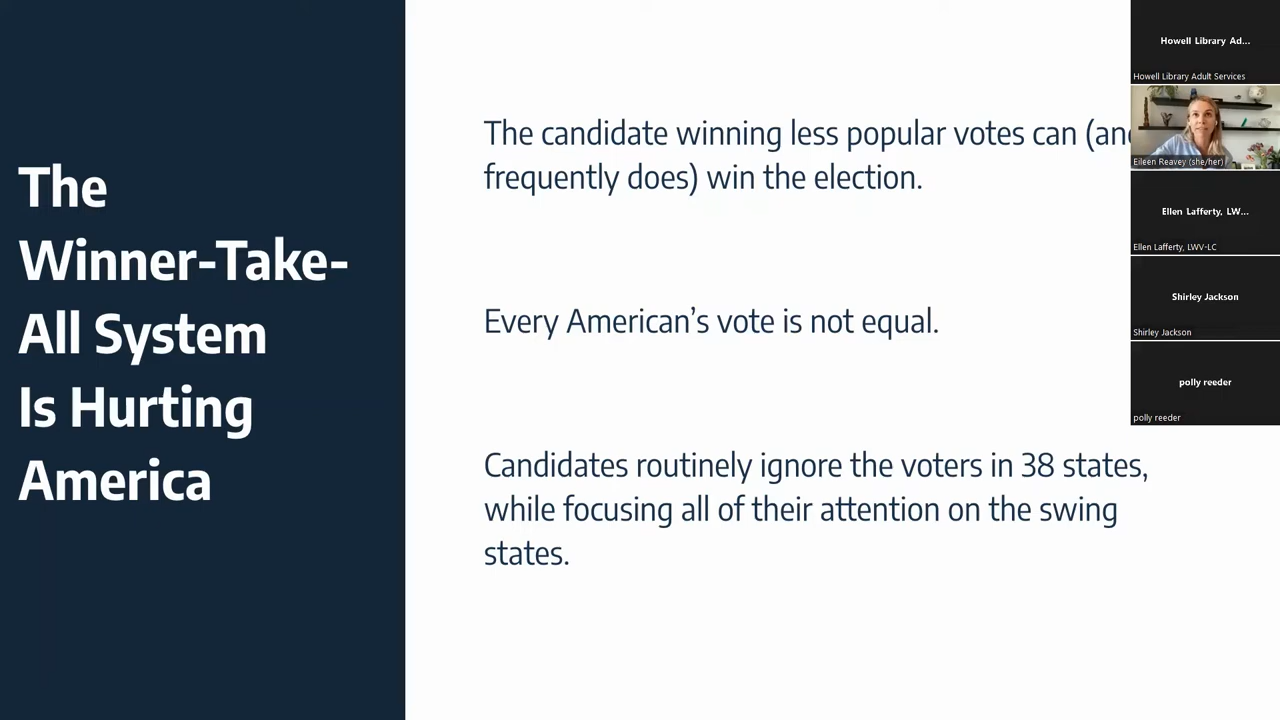 The
Winner-Take-
All System
Is Hurting
America
The candidate winning less popular votes can (and
frequently does) win the election.
Every American’s vote is not equal.
Candidates routinely ignore the voters in 38 states,
while focusing all of their attention on the swing
states.
Howell Library Ad...
Howell Library Adult Services
Eileen Reavey (she/her)
Ellen Lafferty, LW...
Ellen Lafferty, LWV-LC
Shirley Jackson
Shirley Jackson
polly reeder
polly reeder